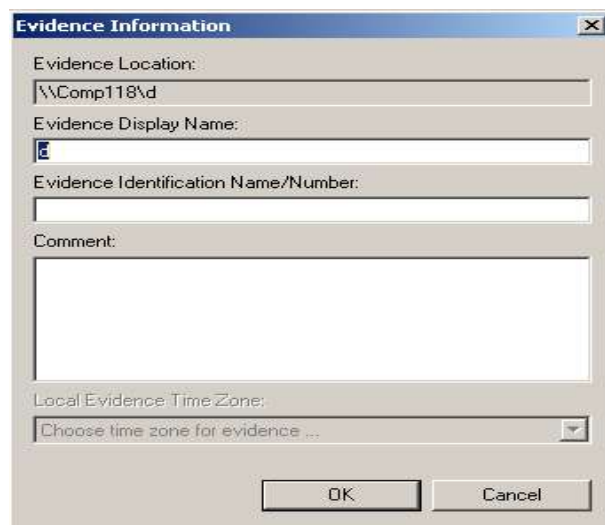 Evidence Information
Evidence Location:
\\Comp118\d
Evidence Display Name:
d
Evidence Identification Name/Number:
Comment:
Local Evidence Time Zone:
Choose time zone for evidence ...
OK
Cancel